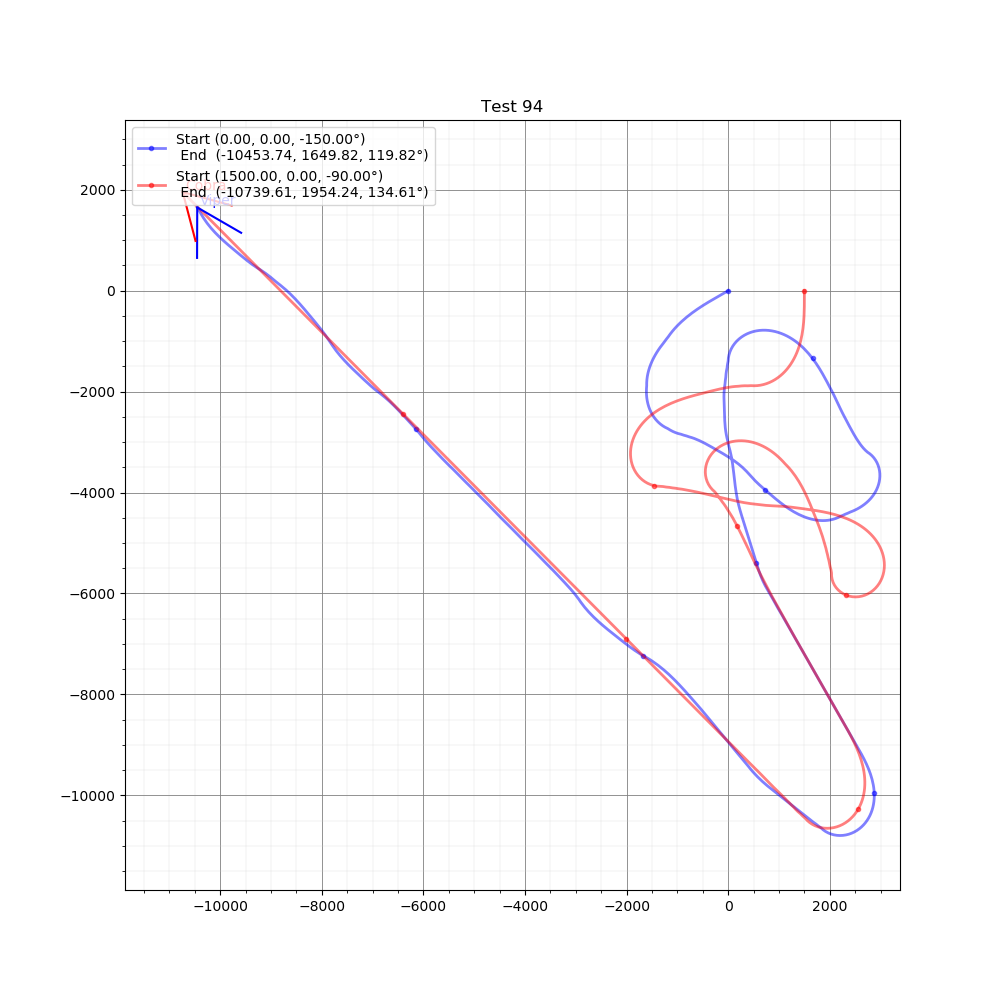 Test 94
Start (0.00, 0.00, -150.00°)
End (-10453.74, 1649.82, 119.82°)
Start (1500.00, 0.00, -90.00°)
End (-10739.61, 1954.24, 134.61°)
Viper
2000
0
−2000
−4000
−6000
−8000
−10000
−10000 −8000 −6000 −4000 −2000 0 2000